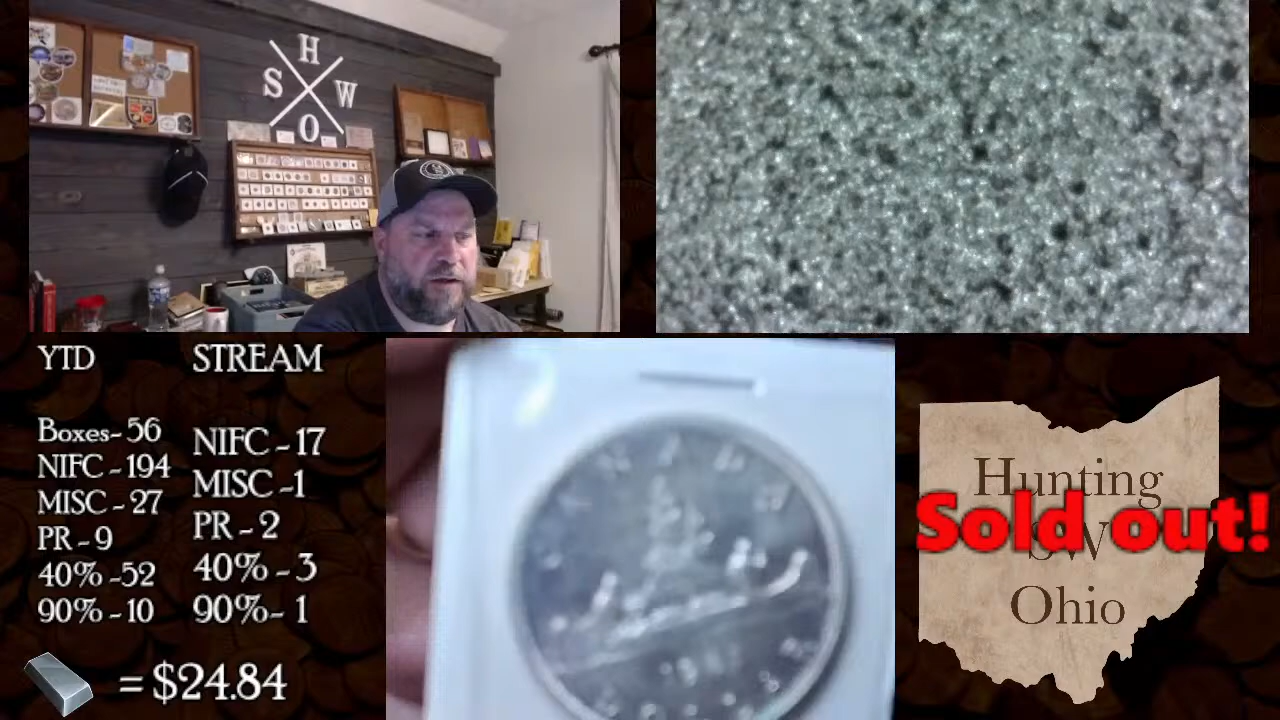 H
S W
O
YTD
Boxes- 56
NIFC - 194
MISC - 27
PR - 9
40% -52
90% - 10
STREAM
NIFC - 17
MISC -1
PR - 2
40% - 3
90%- 1
= $24.84
Hunting
SW
Ohio
Sold out!